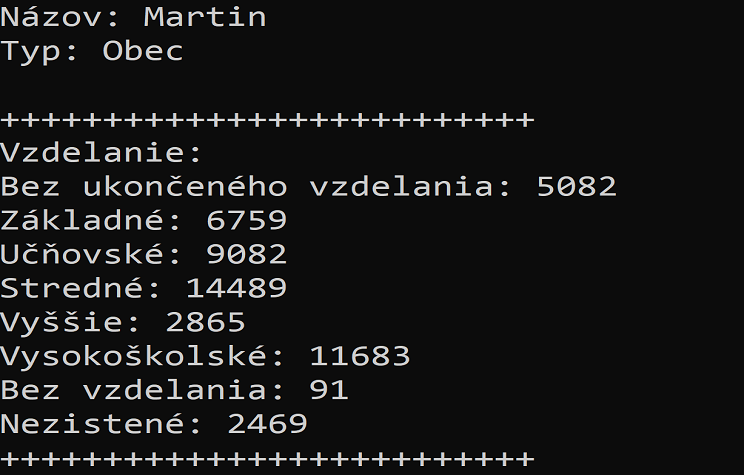 Názov: Martin
Typ: Obec
++++++++++++++++++++++++++
Vzdelanie:
Bez ukončeného vzdelania: 5082
Základné: 6759
Učňovské: 9082
Stredné: 14489
Vyššie: 2865
Vysokoškolské: 11683
Bez vzdelania: 91
Nezistené: 2469
++++++++++++++++++++++++++